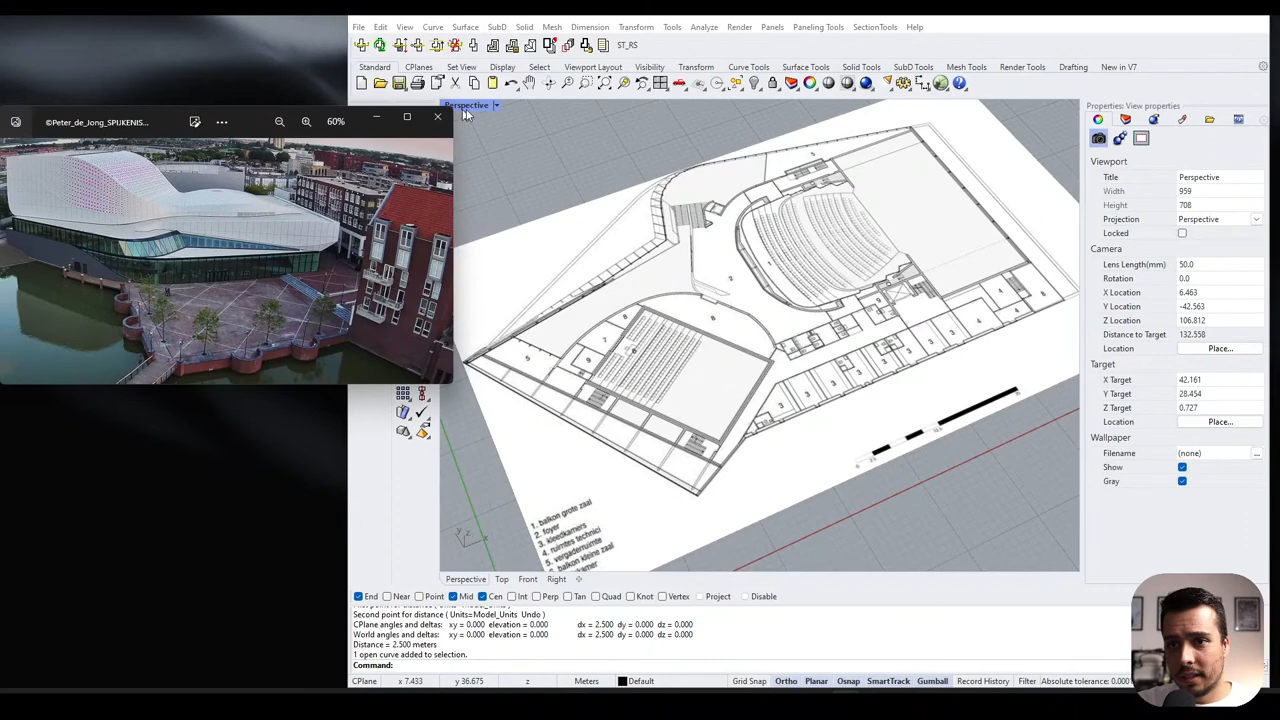 File Edit View Curve Surface SubD Solid Mesh Dimension Transform Tools Analyze Render Panels Paneling Tools SectionTools Help
ST_RS
Standard CPlanes Set View Display Select Viewport Layout Visibility Transform Curve Tools Surface Tools Solid Tools SubD Tools Mesh Tools Render Tools Drafting New in V7
Perspective
©Peter_de_Jong_SPIJKENIS...
60%
1. balkon grote zaal
2. foyer
3. kleedkamers
4. ruimtes technici
5. vergaderruimte
6. balkon kleine zaal
Properties: View properties
Viewport
Title Perspective
Width 959
Height 708
Projection Perspective
Locked
Camera
Lens Length(mm) 50.0
Rotation 0.0
X Location 6.463
Y Location -42.563
Z Location 106.812
Distance to Target 132.558
Location Place...
Target
X Target 42.161
Y Target 28.454
Z Target 0.727
Location Place...
Wallpaper
Filename (none) ...
Show
Gray
Perspective Top Front Right
End Near Point Mid Cen Int Perp Tan Quad Knot Vertex Project Disable
Second point for distance ( Units=Model_Units Undo )
CPlane angles and deltas: xy = 0.000 elevation = 0.000 dx = 2.500 dy = 0.000 dz = 0.000
World angles and deltas: xy = 0.000 elevation = 0.000 dx = 2.500 dy = 0.000 dz = 0.000
Distance = 2.500 meters
1 open curve added to selection.
Command:
CPlane x 7.433 y 36.675 z Meters Default Grid Snap Ortho Planar Osnap SmartTrack Gumball Record History Filter Absolute tolerance: 0.0001